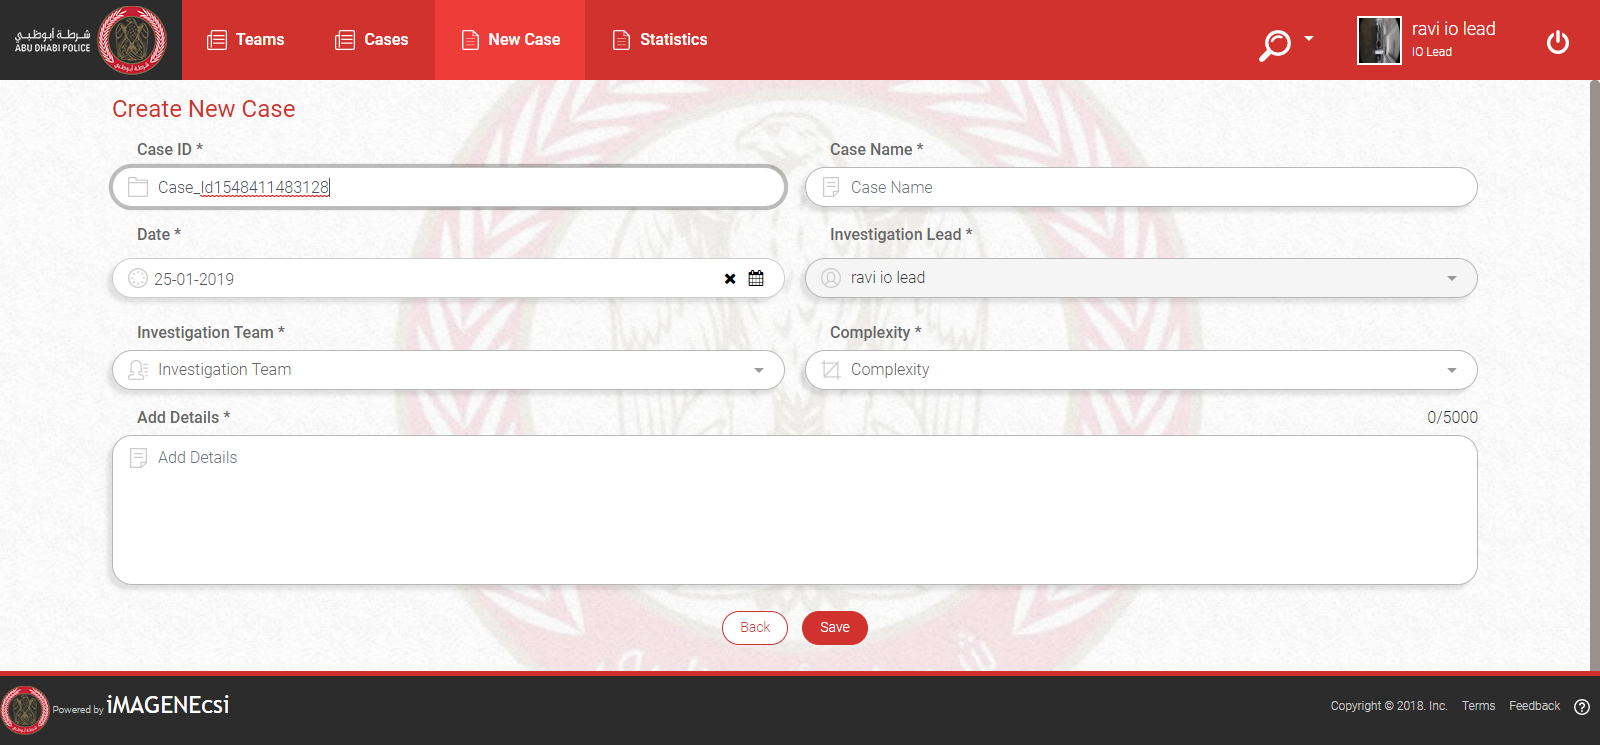 شرطة أبوظبي
ABU DHABI POLICE
Teams
Cases
New Case
Statistics
ravi io lead
IO Lead
Create New Case
Case ID *
Case Name *
Case_Id1548411483128
Case Name
Date *
Investigation Lead *
25-01-2019
ravi io lead
Investigation Team *
Complexity *
Investigation Team
Complexity
Add Details *
0/5000
Add Details
Back
Save
Powered by iMAGENEcsi
Copyright © 2018. Inc.
Terms
Feedback